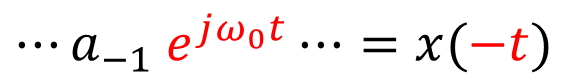 ⋯ a₋₁ e^{jω₀t} ⋯ = x(−t)